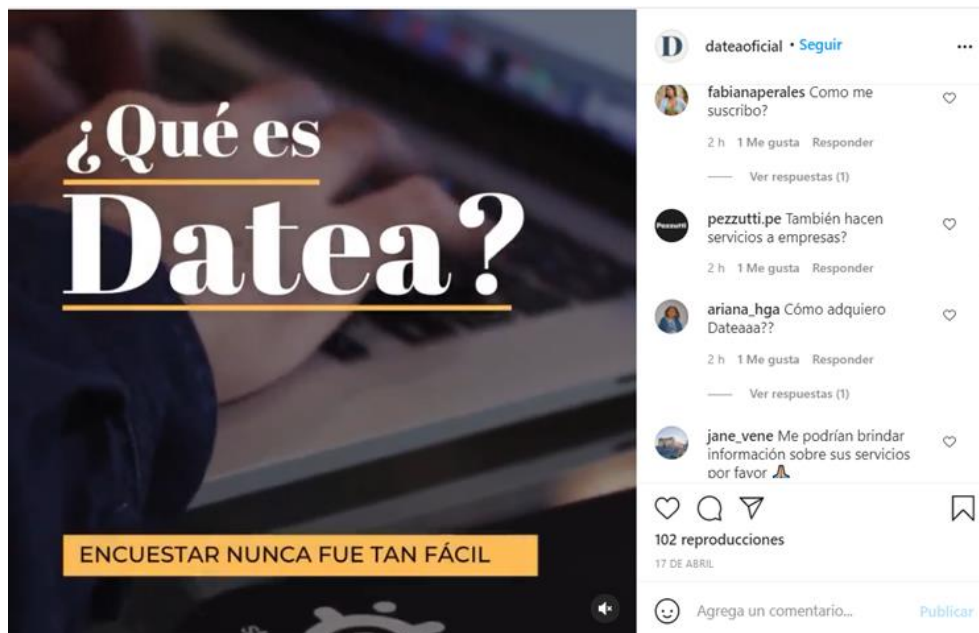 ¿Qué es
Datea?
ENCUESTAR NUNCA FUE TAN FÁCIL
D
dateaoficial • Seguir
fabianaperales Como me
suscribo?
2 h 1 Me gusta Responder
Ver respuestas (1)
Pezzutti
pezzutti.pe También hacen
servicios a empresas?
2 h 1 Me gusta Responder
ariana_hga Cómo adquiero
Dateaaa??
2 h 1 Me gusta Responder
Ver respuestas (1)
jane_vene Me podrían brindar
información sobre sus servicios
por favor 🙏🏼
102 reproducciones
17 DE ABRIL
Agrega un comentario...
Publicar